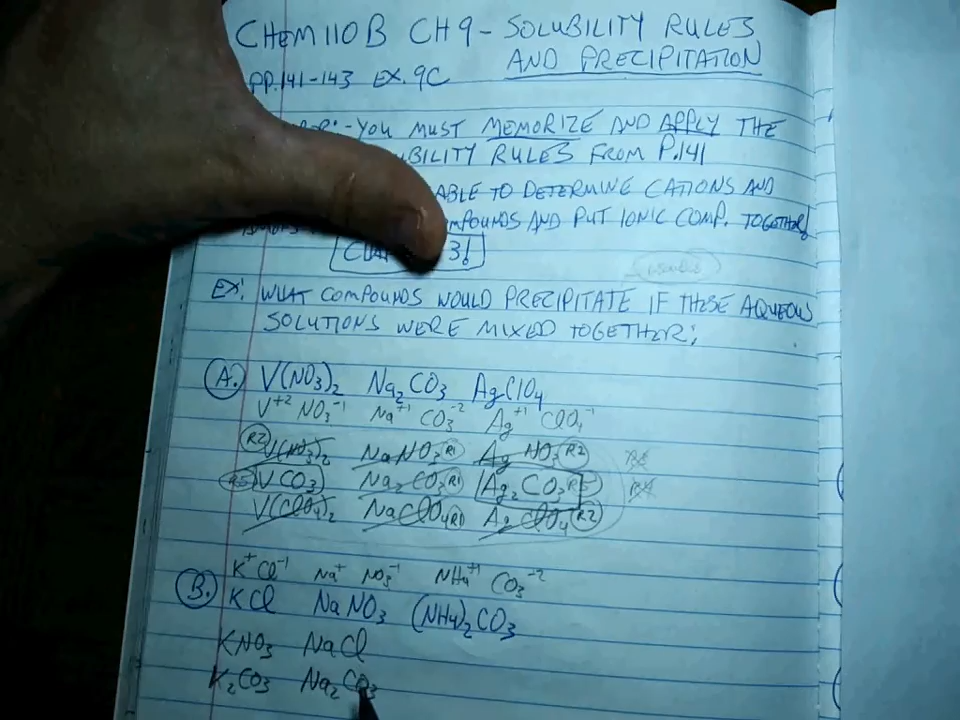 CHEM 110B CH 9 - SOLUBILITY RULES
AND PRECIPITATION
PP. 141-143 EX. 9C
- YOU MUST MEMORIZE AND APPLY THE
RULES FROM P. 141
ABLE TO DETERMINE CATIONS AND
AND PUT IONIC COMP. TOGETHER
3!
EX: WHAT COMPOUNDS WOULD PRECIPITATE IF THESE AQUEOUS
SOLUTIONS WERE MIXED TOGETHER:
A. V(NO3)2 Na2CO3 AgClO4
V+2 NO3-1 Na+1 CO3-2 Ag+1 ClO4-1
R2 V(NO3)2 NaNO3 R1 AgNO3 R2
R5 VCO3 Na2CO3 R1 Ag2CO3
V(ClO4)2 NaClO4 R1 AgClO4 R2
K+ Cl-1 Na+ NO3-1 NH4+1 CO3-2
B. KCl NaNO3 (NH4)2CO3
KNO3 NaCl
K2CO3 Na2CO3